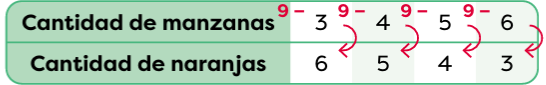 Cantidad de manzanas 9 – 3 9 – 4 9 – 5 9 – 6
Cantidad de naranjas 6 5 4 3